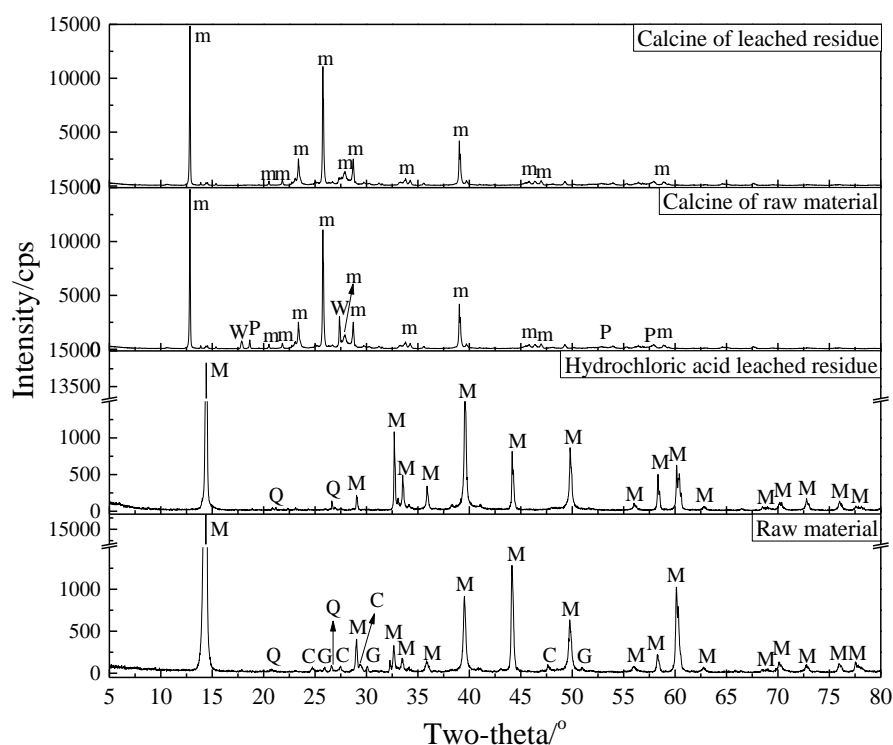 15000
Calcine of leached residue
m
m
10000
m
5000
m
m
m
m m
m
m
m
m
15000
0
Calcine of raw material
m
m
10000
m
m
5000
W
m
m
W P
m m
m
m
m
P
P m
15000
0
Hydrochloric acid leached residue
M
13500
M
M
1000
M
M
M
M
M
500
M
Q
Q
M
M
M
M
M
M
M
0
Raw material
15000
M
M
M
1000
C
Q
M
M
500
M
M
M
Q
C G C
G
M
M
C
G
M
M
M M
M
M M
0
5 10 15 20 25 30 35 40 45 50 55 60 65 70 75 80
Two-theta/°
Intensity/cps